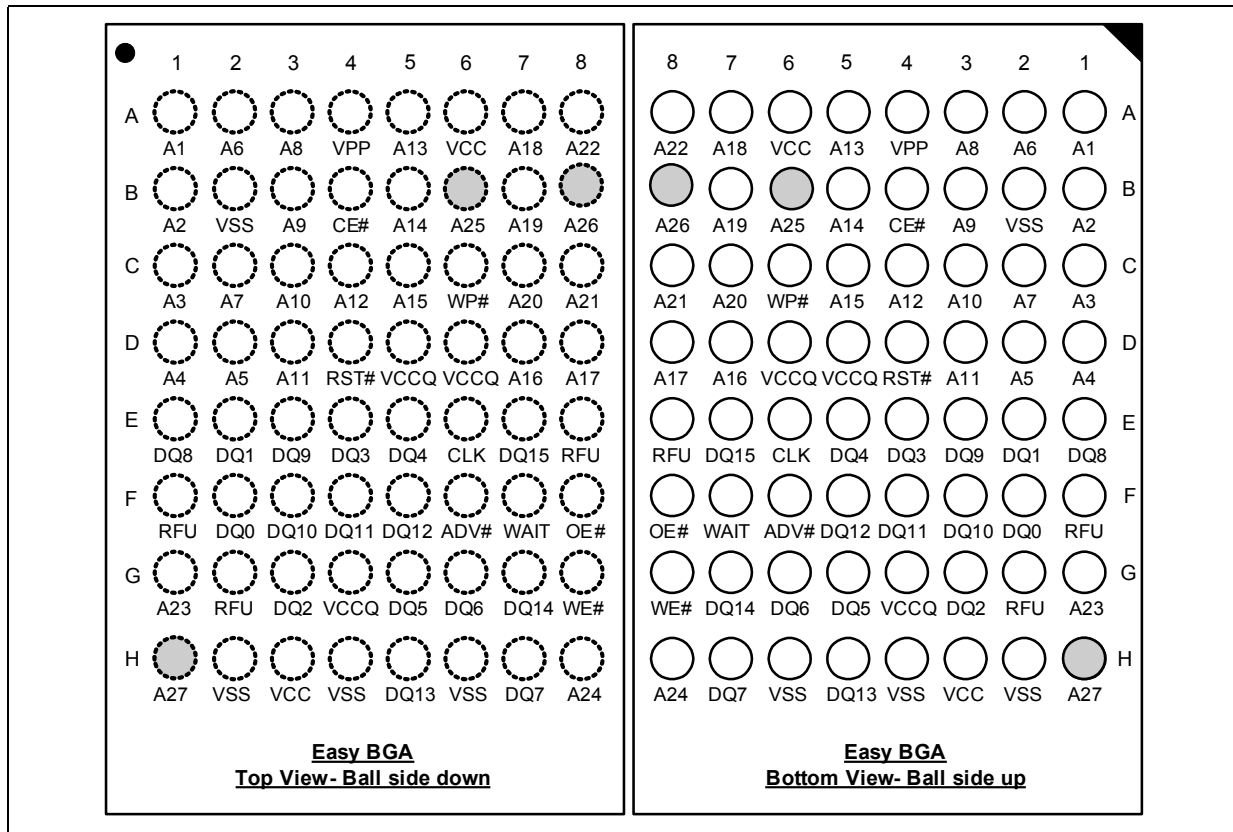 1 2 3 4 5 6 7 8
A
A1 A6 A8 VPP A13 VCC A18 A22
B
A2 VSS A9 CE# A14 A25 A19 A26
C
A3 A7 A10 A12 A15 WP# A20 A21
D
A4 A5 A11 RST# VCCQ VCCQ A16 A17
E
DQ8 DQ1 DQ9 DQ3 DQ4 CLK DQ15 RFU
F
RFU DQ0 DQ10 DQ11 DQ12 ADV# WAIT OE#
G
A23 RFU DQ2 VCCQ DQ5 DQ6 DQ14 WE#
H
A27 VSS VCC VSS DQ13 VSS DQ7 A24
Easy BGA
Top View- Ball side down
8 7 6 5 4 3 2 1
A
A22 A18 VCC A13 VPP A8 A6 A1
B
A26 A19 A25 A14 CE# A9 VSS A2
C
A21 A20 WP# A15 A12 A10 A7 A3
D
A17 A16 VCCQ VCCQ RST# A11 A5 A4
E
RFU DQ15 CLK DQ4 DQ3 DQ9 DQ1 DQ8
F
OE# WAIT ADV# DQ12 DQ11 DQ10 DQ0 RFU
G
WE# DQ14 DQ6 DQ5 VCCQ DQ2 RFU A23
H
A24 DQ7 VSS DQ13 VSS VCC VSS A27
Easy BGA
Bottom View- Ball side up